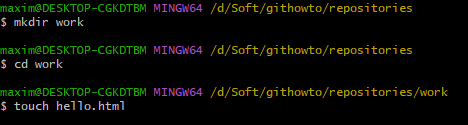 maxim@DESKTOP-CGKDTBM MINGW64 /d/Soft/githowto/repositories
$ mkdir work
maxim@DESKTOP-CGKDTBM MINGW64 /d/Soft/githowto/repositories
$ cd work
maxim@DESKTOP-CGKDTBM MINGW64 /d/Soft/githowto/repositories/work
$ touch hello.html